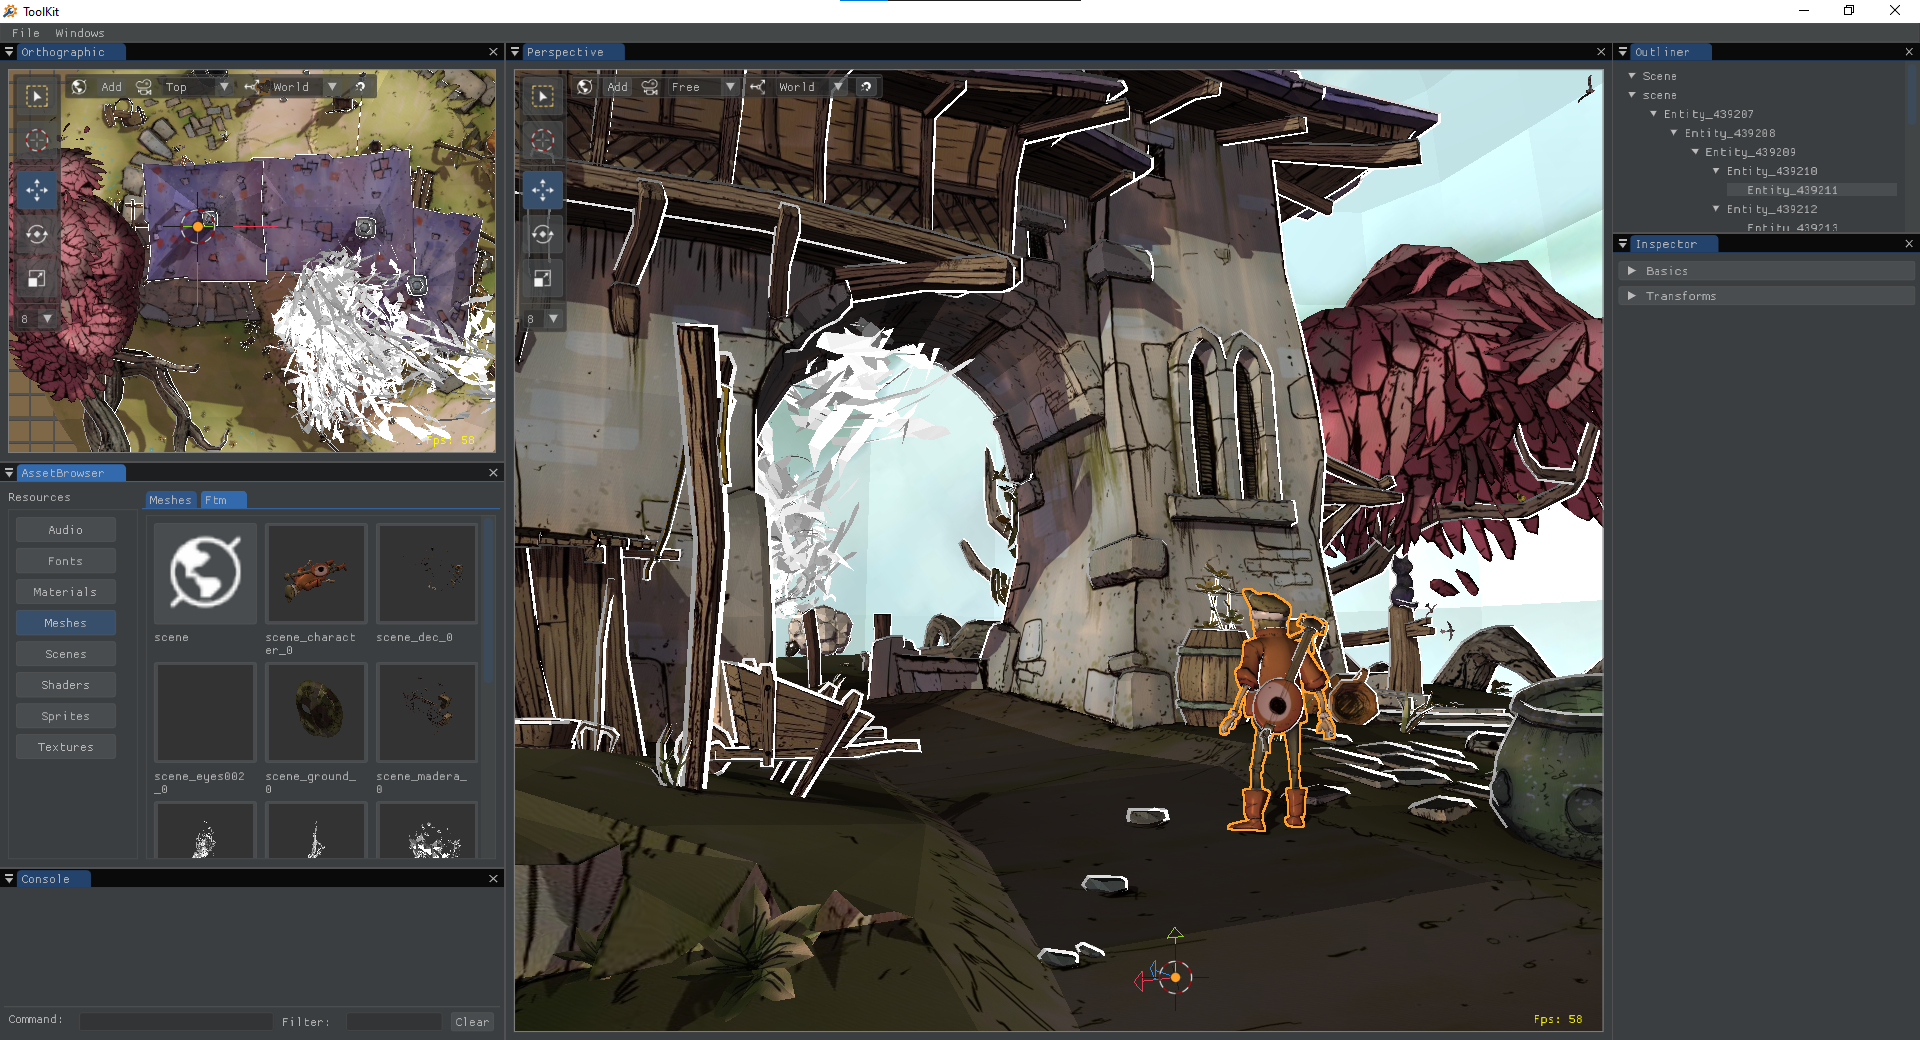 ToolKit
File Windows
Orthographic
Add Top World
8
Fps: 58
Perspective
Add Free World
8
Fps: 58
Outliner
Scene
scene
Entity_439207
Entity_439208
Entity_439209
Entity_439210
Entity_439211
Entity_439212
Entity_439213
Inspector
Basics
Transforms
AssetBrowser
Resources
Audio
Fonts
Materials
Meshes
Scenes
Shaders
Sprites
Textures
Meshes Ftm
scene
scene_charact
er_0
scene_dec_0
scene_eyes002
_0
scene_ground_
0
scene_madera_
0
Console
Command: Filter: Clear